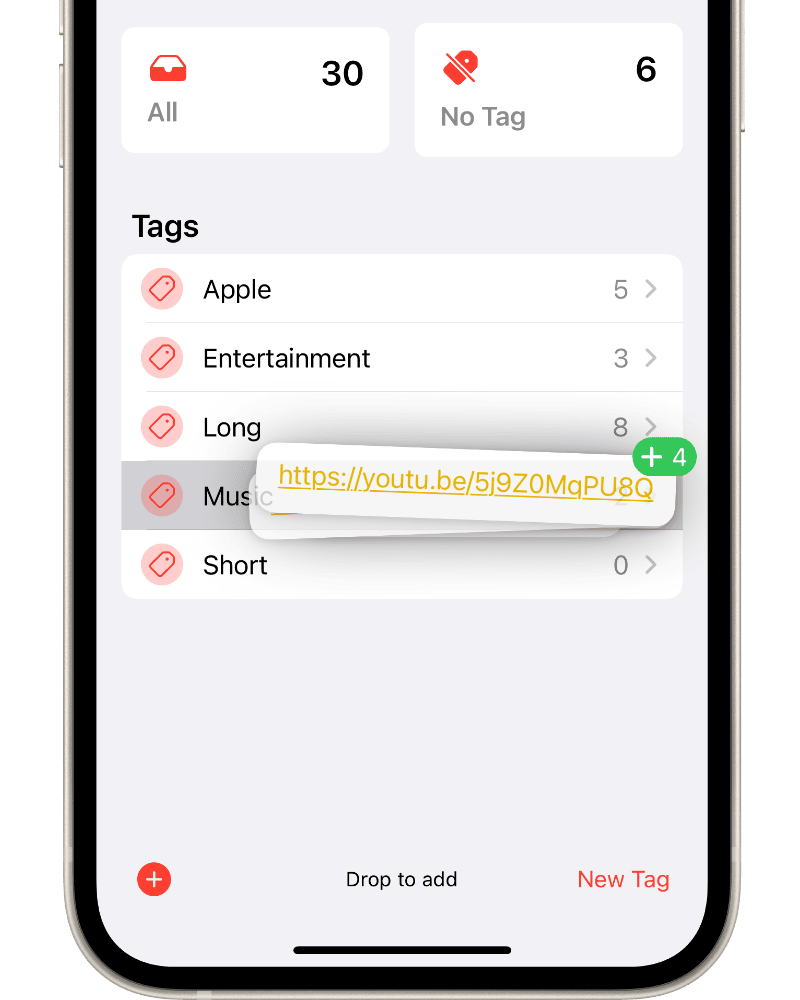 30
6
All
No Tag
Tags
Apple 5
Entertainment 3
Long 8
4
https://youtu.be/5j9Z0MqPU8Q
Music 2
Short 0
Drop to add
New Tag